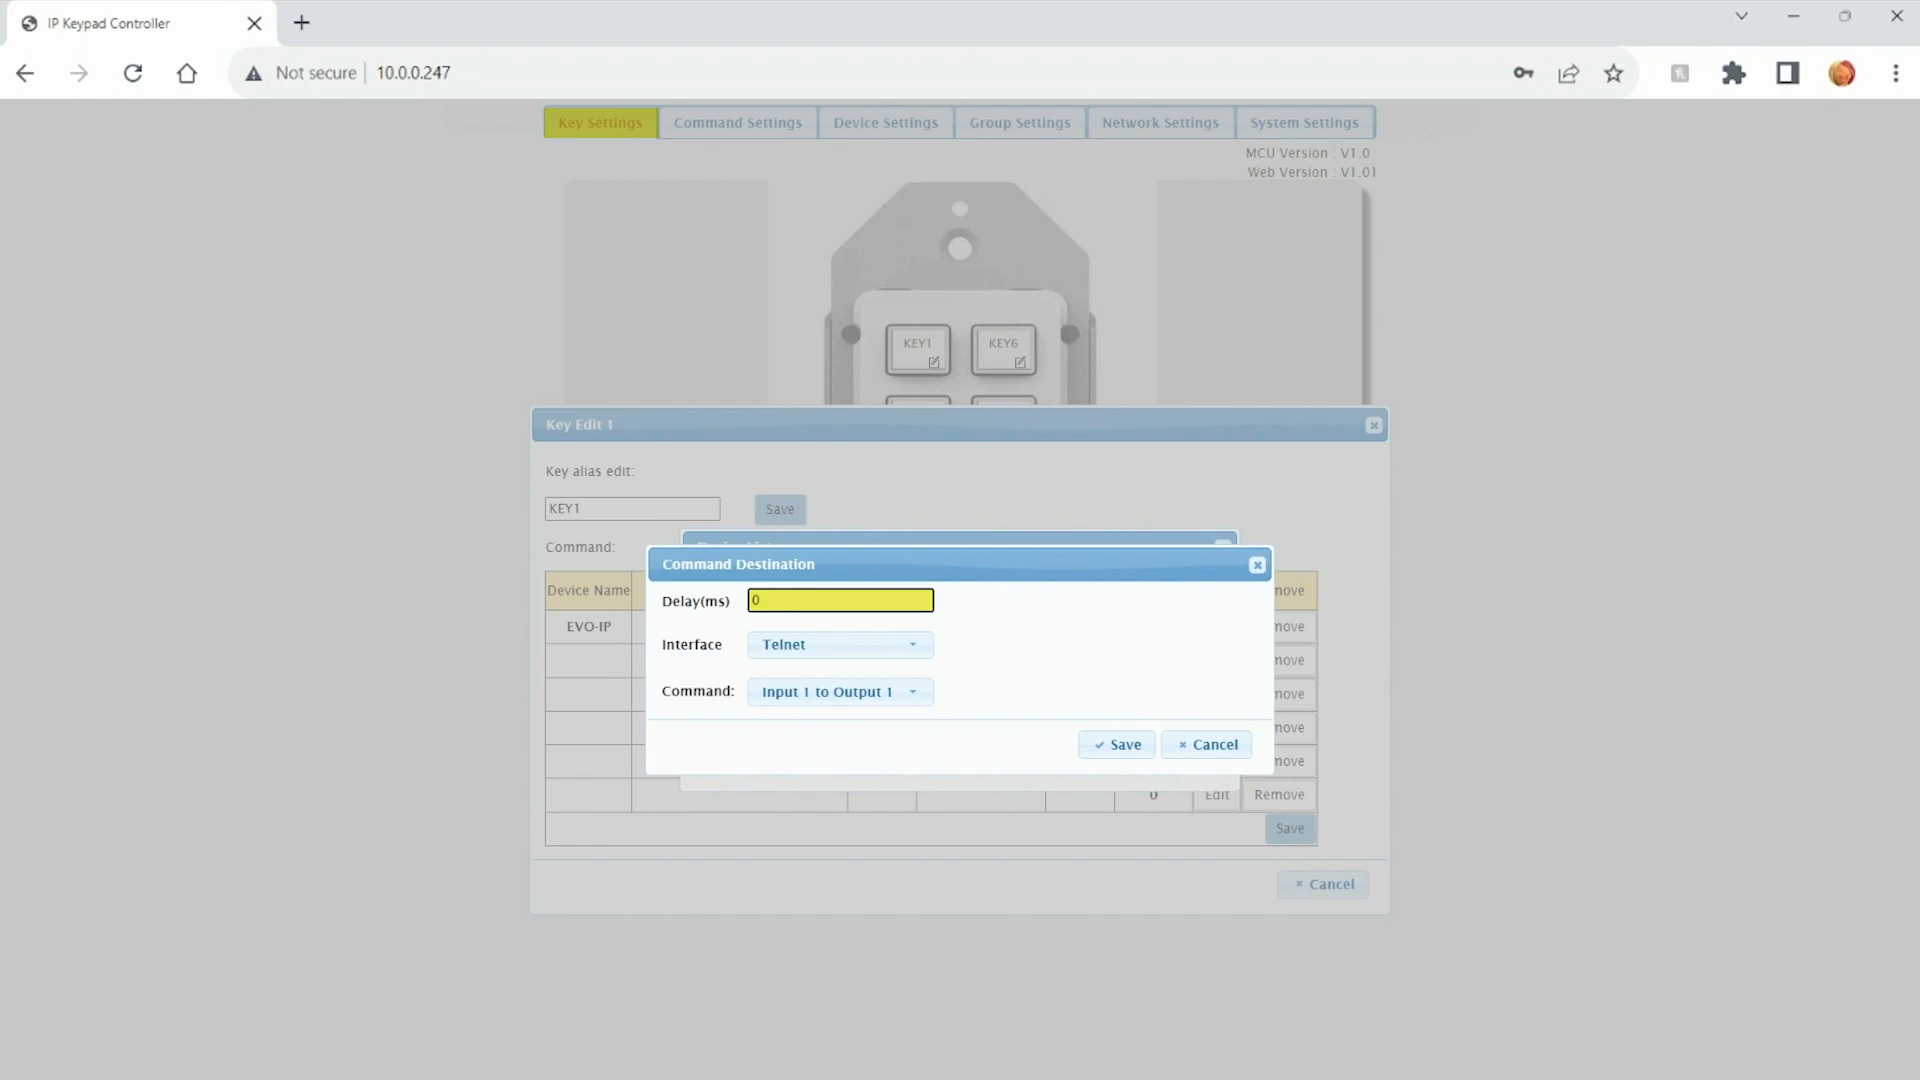 IP Keypad Controller
Not secure 10.0.0.247
Key Settings Command Settings Device Settings Group Settings Network Settings System Settings
MCU Version : V1.0
Web Version : V1.01
KEY1 KEY6
Key Edit 1
Key alias edit:
KEY1 Save
Command:
Command Destination
Delay(ms) 0
Device Name
EVO-IP
Interface Telnet
Command: Input 1 to Output 1
Save Cancel
0 Edit Remove
Save
Cancel